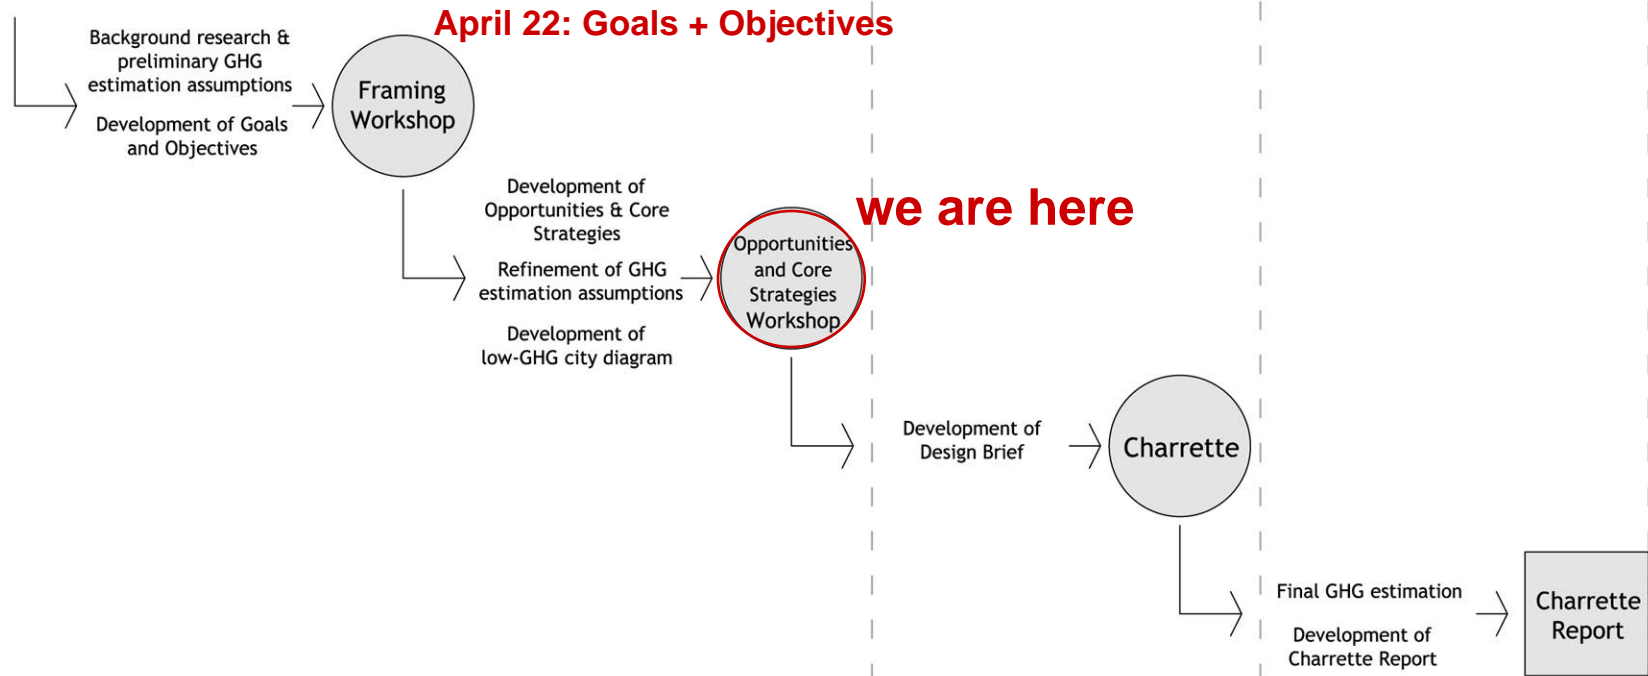 April 22: Goals + Objectives
Background research &
preliminary GHG
estimation assumptions
Development of Goals
and Objectives
Framing
Workshop
Development of
Opportunities & Core
Strategies
Refinement of GHG
estimation assumptions
Development of
low-GHG city diagram
we are here
Opportunities
and Core
Strategies
Workshop
Development of
Design Brief
Charrette
Final GHG estimation
Development of
Charrette Report
Charrette
Report